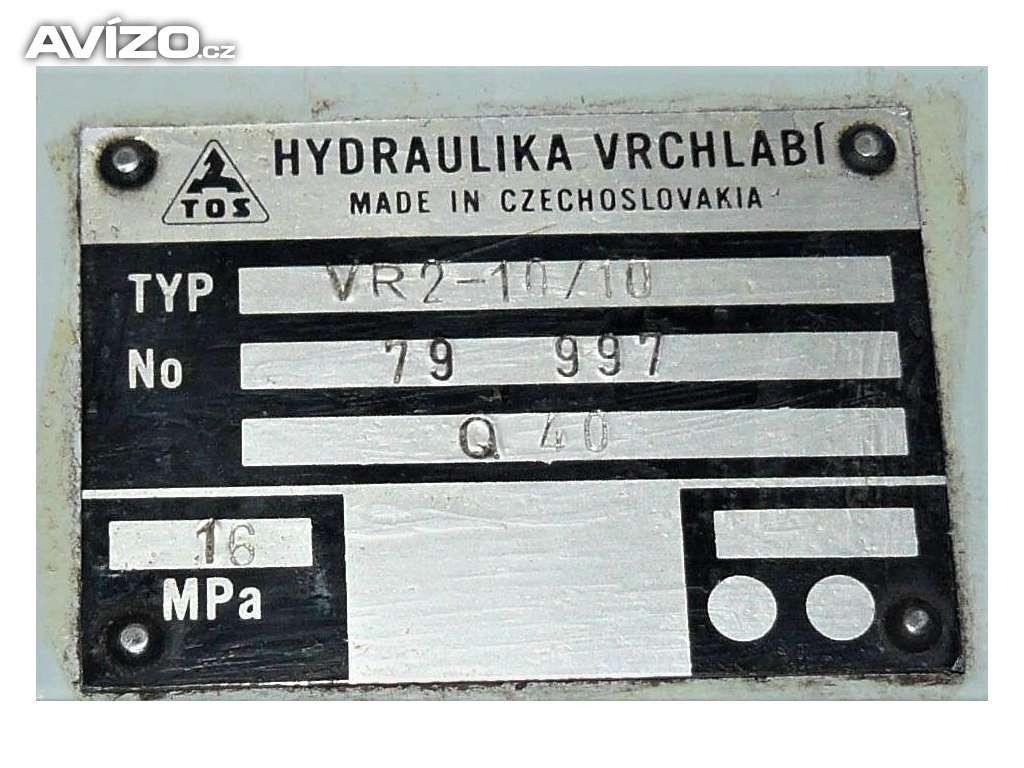 AVÍZO.cz
HYDRAULIKA VRCHLABÍ
TOS
MADE IN CZECHOSLOVAKIA
TYP VR2-10/10
No 79 997
Q 40
16
MPa